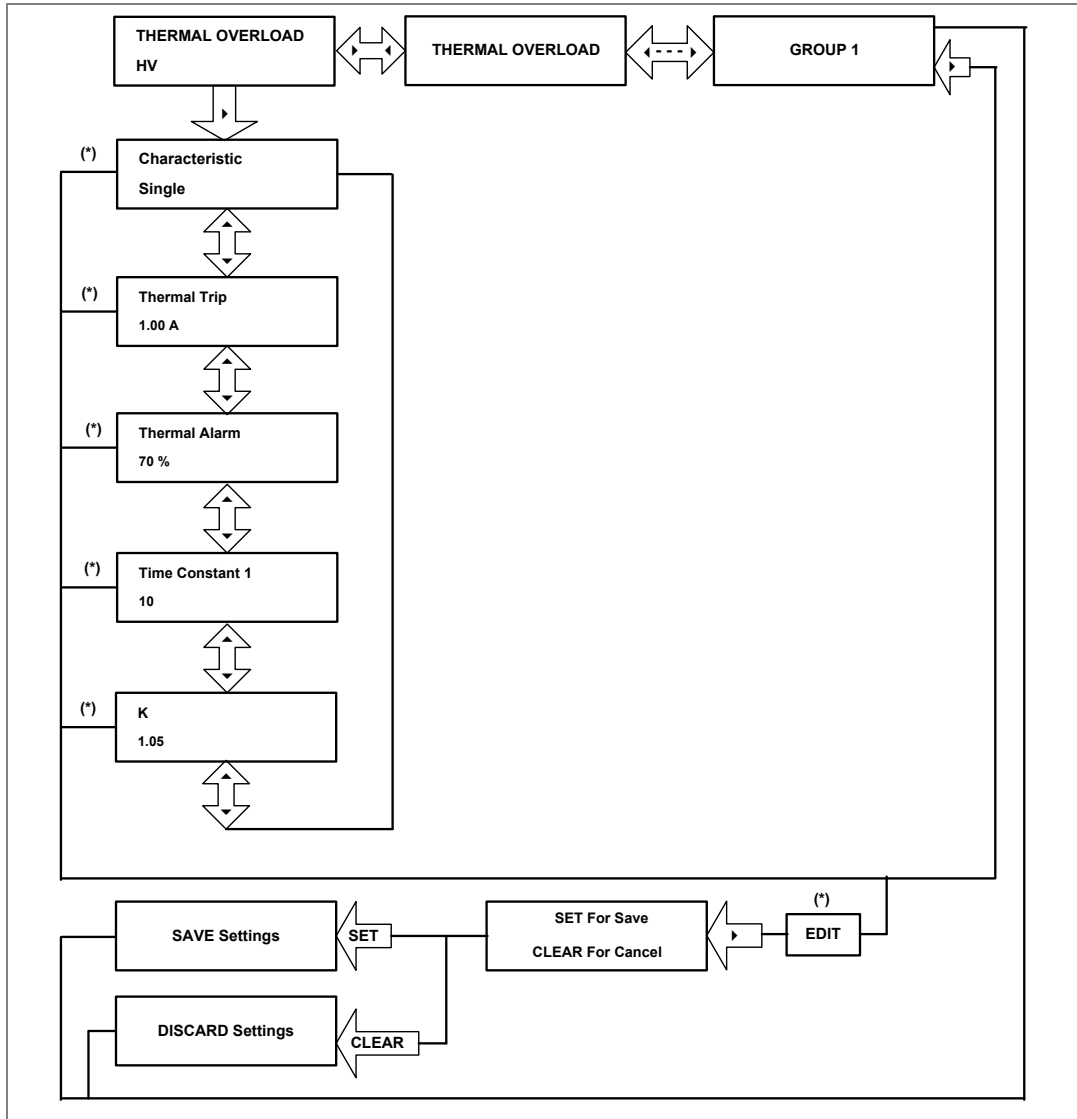 THERMAL OVERLOAD
HV
THERMAL OVERLOAD
GROUP 1
(*)
Characteristic
Single
(*)
Thermal Trip
1.00 A
(*)
Thermal Alarm
70 %
(*)
Time Constant 1
10
(*)
K
1.05
(*)
SAVE Settings
SET
SET For Save
CLEAR For Cancel
EDIT
DISCARD Settings
CLEAR